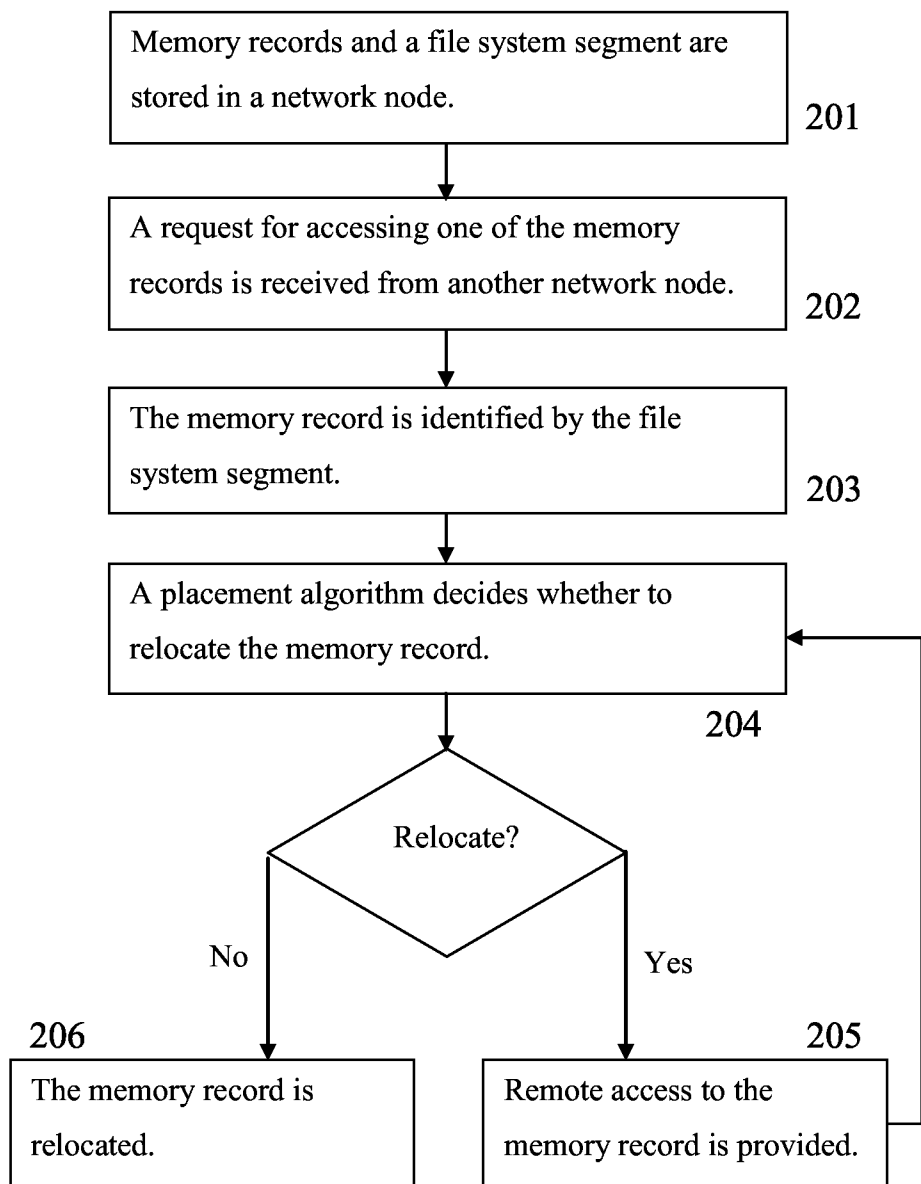 Memory records and a file system segment are
stored in a network node.
201
A request for accessing one of the memory
records is received from another network node.
202
The memory record is identified by the file
system segment.
203
A placement algorithm decides whether to
relocate the memory record.
204
Relocate?
No
Yes
206
205
The memory record is
relocated.
Remote access to the
memory record is provided.